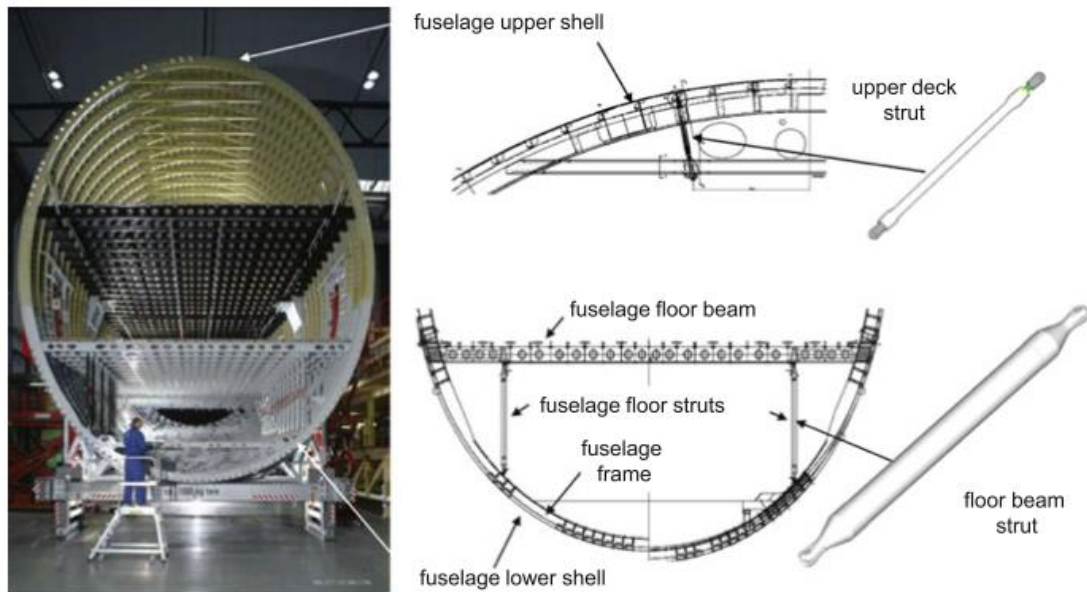 fuselage upper shell
upper deck
strut
fuselage floor beam
fuselage floor struts
fuselage
frame
floor beam
strut
fuselage lower shell